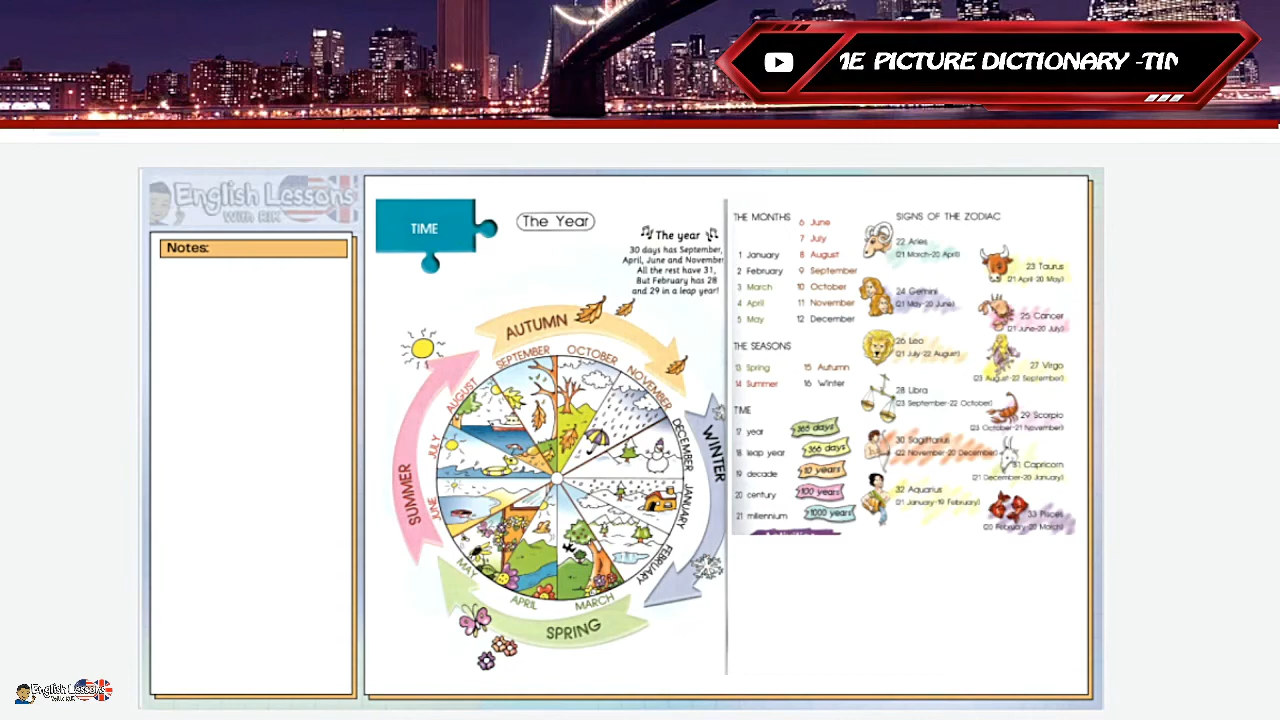 PICTURE DICTIONARY -TIN
English Lessons
With RIK
Notes:
TIME
The Year
The year
30 days has September,
April, June and November
All the rest have 31,
But February has 28
and 29 in a leap year!
AUTUMN
WINTER
SPRING
SUMMER
SEPTEMBER
OCTOBER
NOVEMBER
DECEMBER
JANUARY
FEBRUARY
MARCH
APRIL
MAY
JUNE
JULY
AUGUST
THE MONTHS
1 January
2 February
3 March
4 April
5 May
6 June
7 July
8 August
9 September
10 October
11 November
12 December
THE SEASONS
13 Spring
14 Summer
15 Autumn
16 Winter
TIME
17 year 365 days
18 leap year 366 days
19 decade 10 years
20 century 100 years
21 millennium 1000 years
SIGNS OF THE ZODIAC
22 Aries
(21 March-20 April)
23 Taurus
(21 April-20 May)
24 Gemini
(21 May-20 June)
25 Cancer
(21 June-20 July)
26 Leo
(21 July-22 August)
27 Virgo
(23 August-22 September)
28 Libra
(23 September-22 October)
29 Scorpio
(23 October-21 November)
30 Sagittarius
(22 November-20 December)
31 Capricorn
(21 December-20 January)
32 Aquarius
(21 January-19 February)
33 Pisces
(20 February-20 March)
English Lessons
With RIK